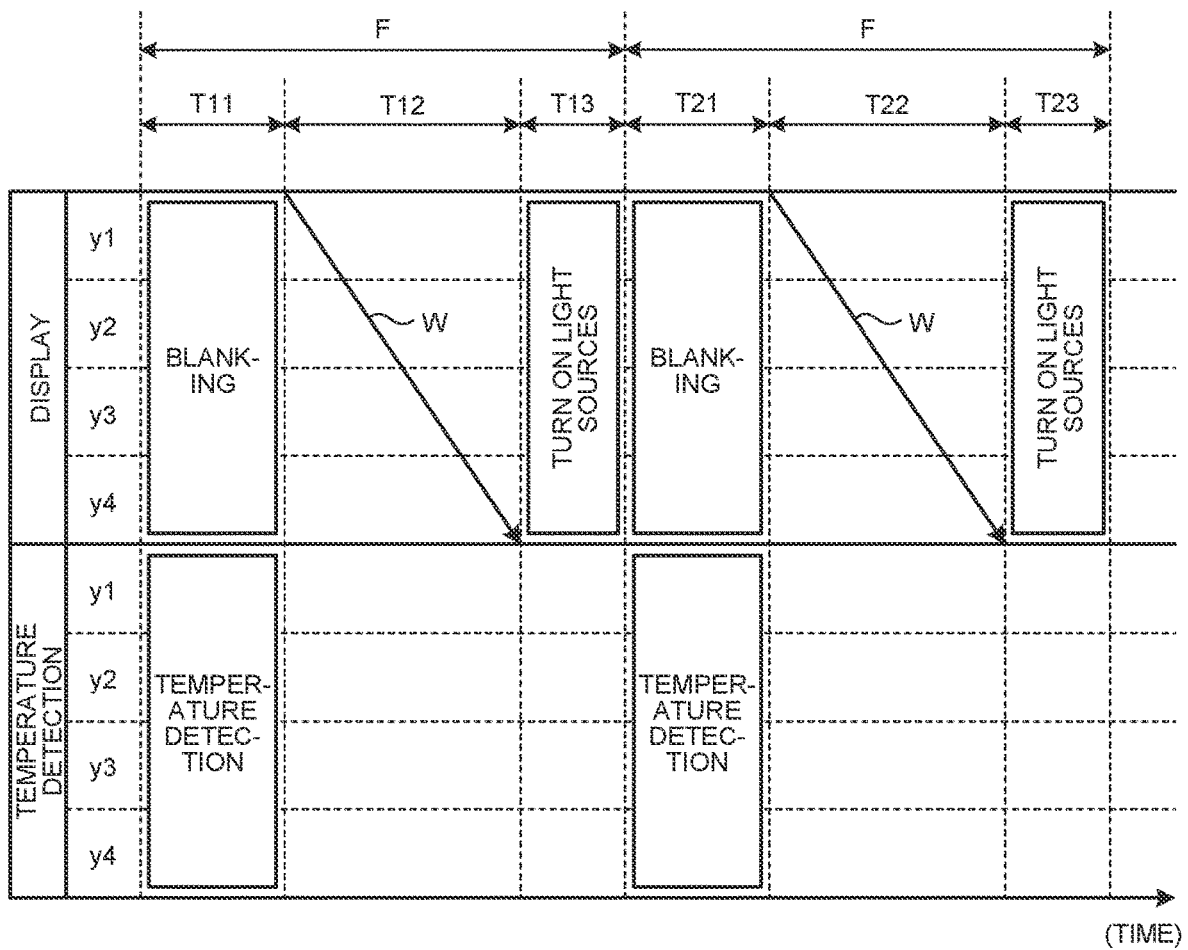 F
F
T11
T12
T13
T21
T22
T23
DISPLAY
y1
y2
y3
y4
BLANK-
ING
W
TURN ON LIGHT
SOURCES
BLANK-
ING
W
TURN ON LIGHT
SOURCES
TEMPERATURE
DETECTION
y1
y2
y3
y4
TEMPER-
ATURE
DETEC-
TION
TEMPER-
ATURE
DETEC-
TION
(TIME)